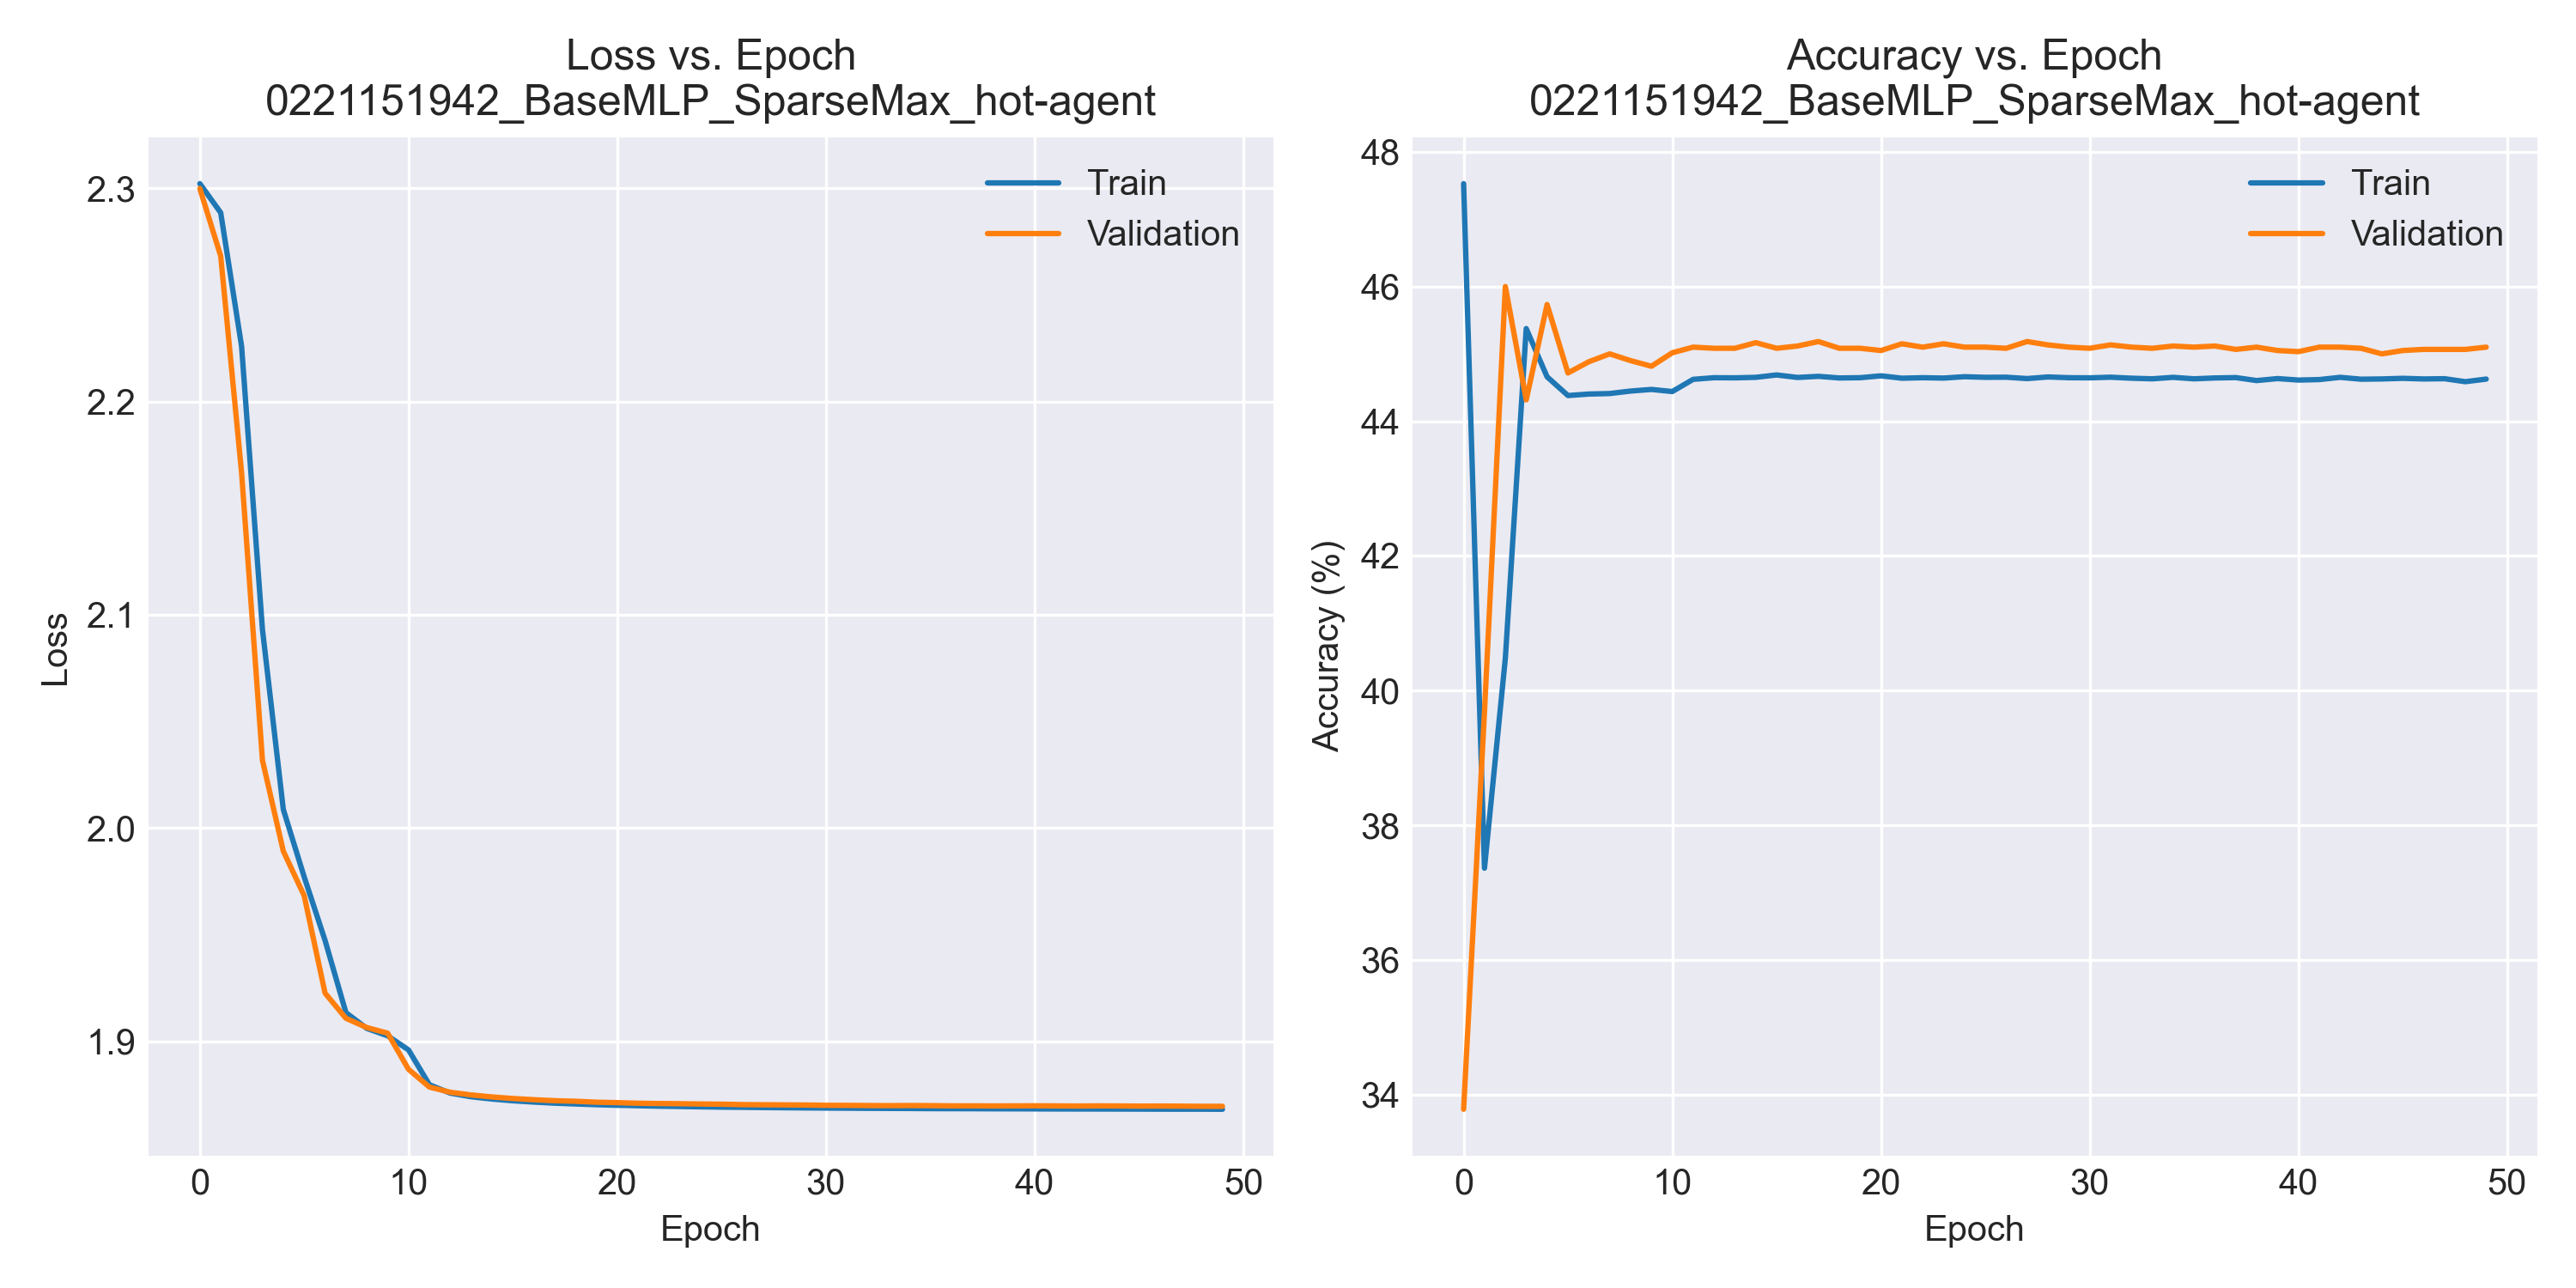 Loss vs. Epoch
0221151942_BaseMLP_SparseMax_hot-agent
Train
Validation
2.3
2.2
2.1
2.0
1.9
Loss
0 10 20 30 40 50
Epoch
Accuracy vs. Epoch
0221151942_BaseMLP_SparseMax_hot-agent
Train
Validation
48
46
44
42
40
38
36
34
Accuracy (%)
0 10 20 30 40 50
Epoch